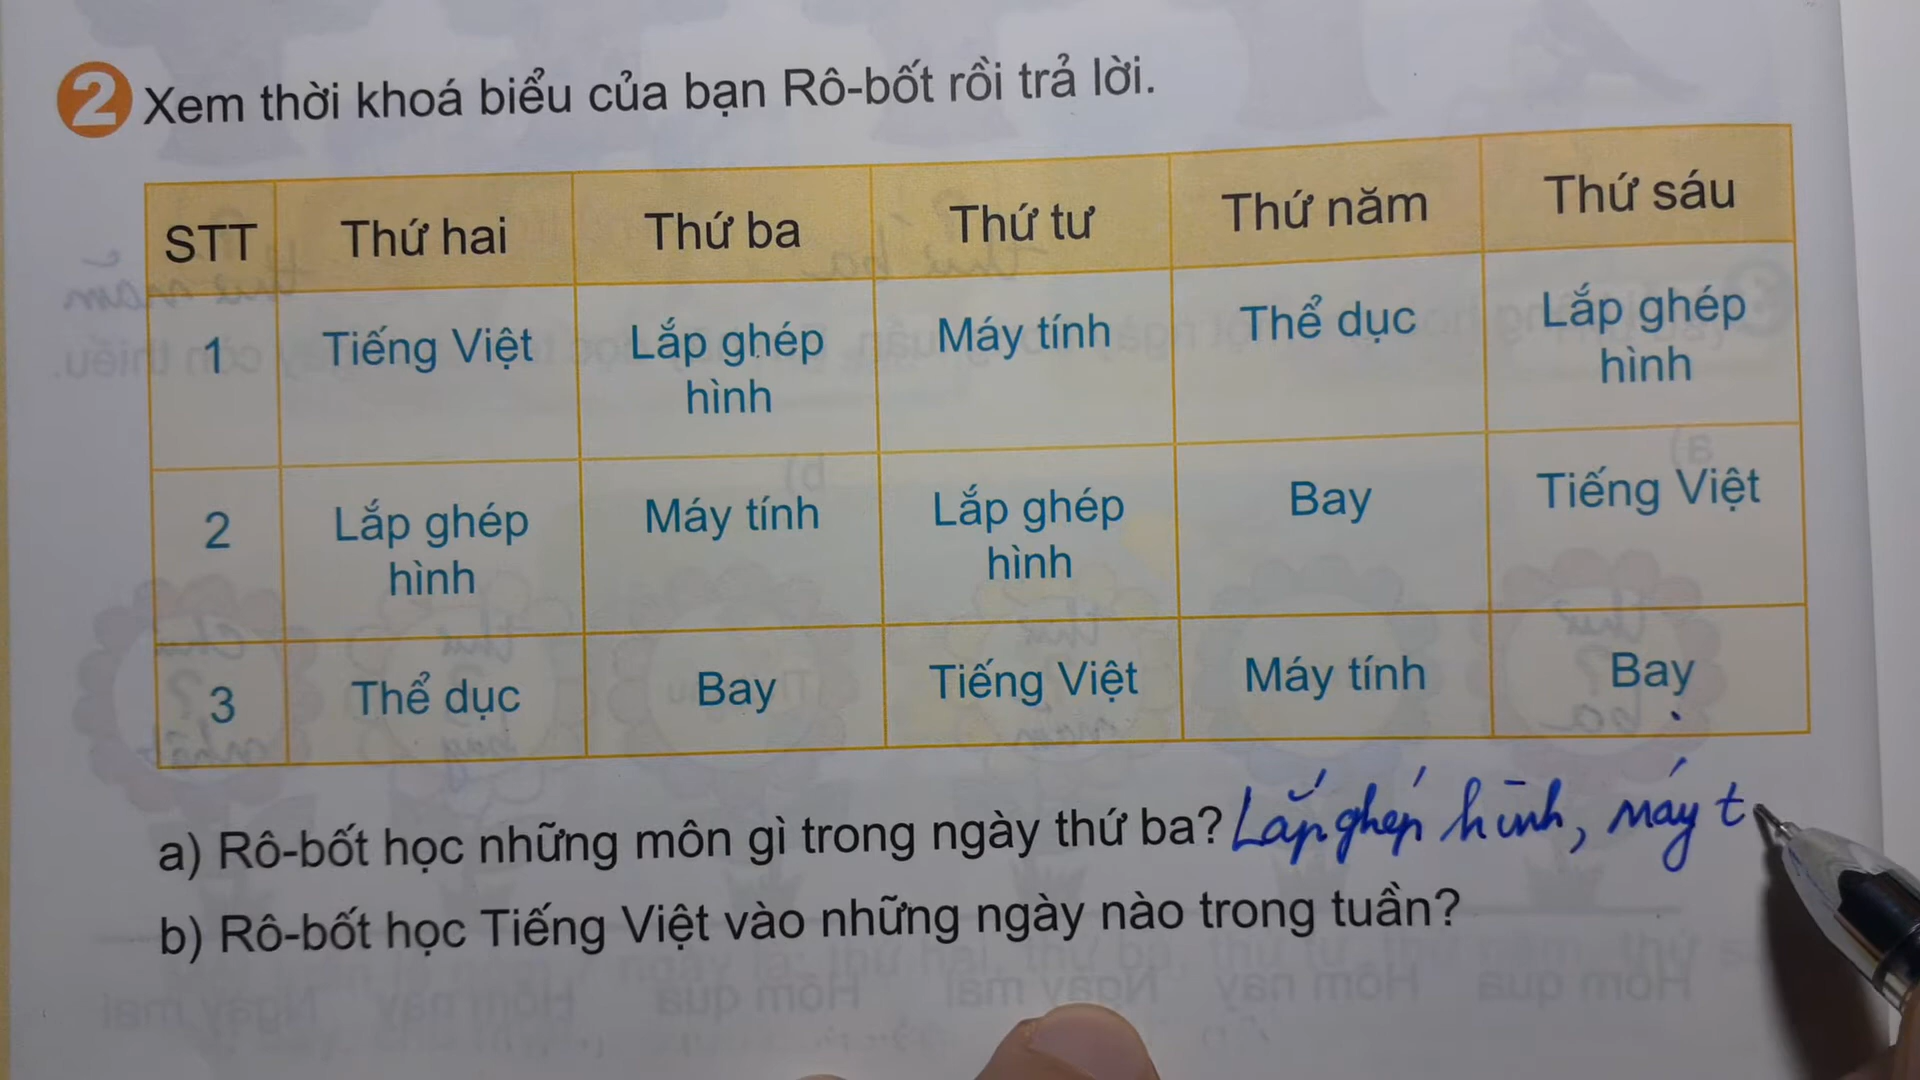 2 Xem thời khoá biểu của bạn Rô-bốt rồi trả lời.
STT Thứ hai Thứ ba Thứ tư Thứ năm Thứ sáu
1 Tiếng Việt Lắp ghép hình Máy tính Thể dục Lắp ghép hình
2 Lắp ghép hình Máy tính Lắp ghép hình Bay Tiếng Việt
3 Thể dục Bay Tiếng Việt Máy tính Bay
a) Rô-bốt học những môn gì trong ngày thứ ba? Lắp ghép hình, máy t
b) Rô-bốt học Tiếng Việt vào những ngày nào trong tuần?